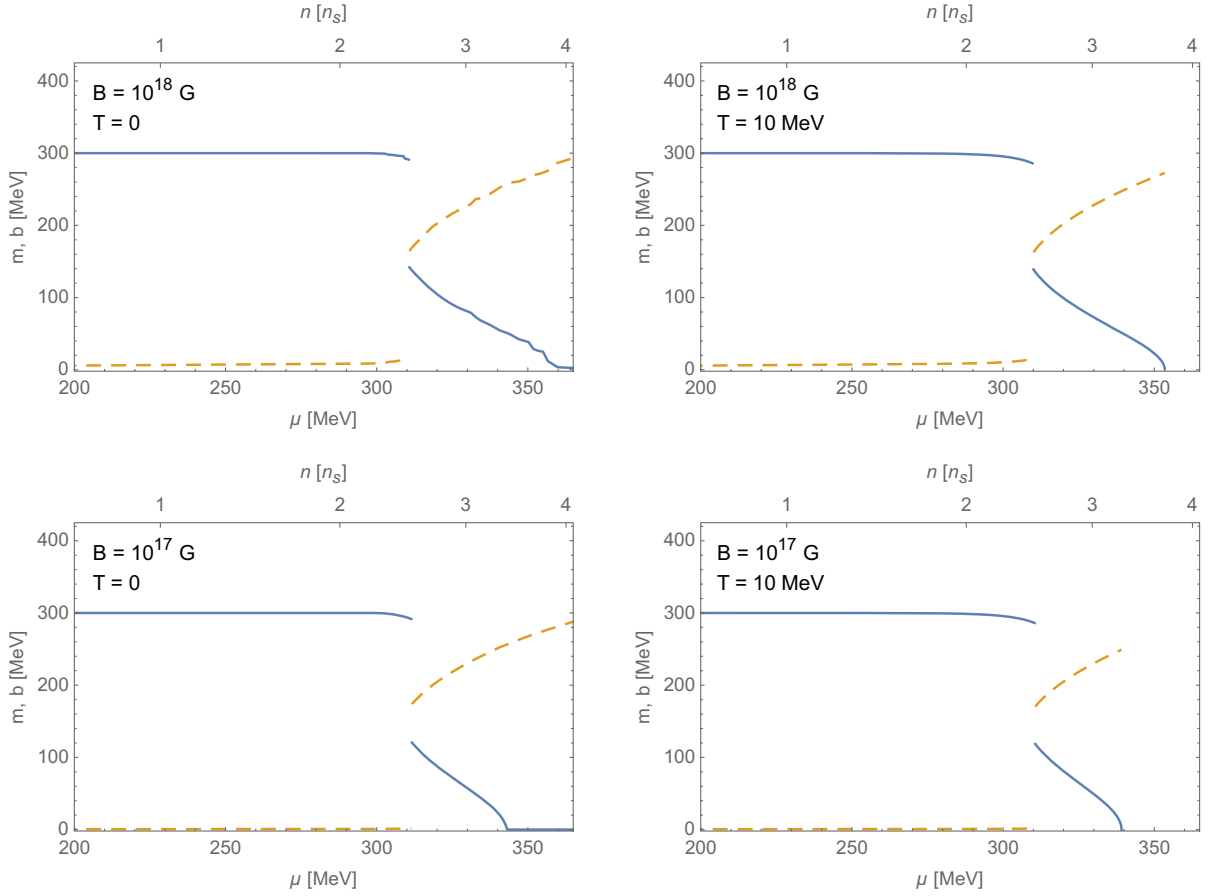 n [n_s]
1 2 3 4
B = 10^18 G
T = 0
m, b [MeV]
400
300
200
100
0
200 250 300 350
μ [MeV]
n [n_s]
1 2 3 4
B = 10^18 G
T = 10 MeV
m, b [MeV]
400
300
200
100
0
200 250 300 350
μ [MeV]
n [n_s]
1 2 3 4
B = 10^17 G
T = 0
m, b [MeV]
400
300
200
100
0
200 250 300 350
μ [MeV]
n [n_s]
1 2 3 4
B = 10^17 G
T = 10 MeV
m, b [MeV]
400
300
200
100
0
200 250 300 350
μ [MeV]